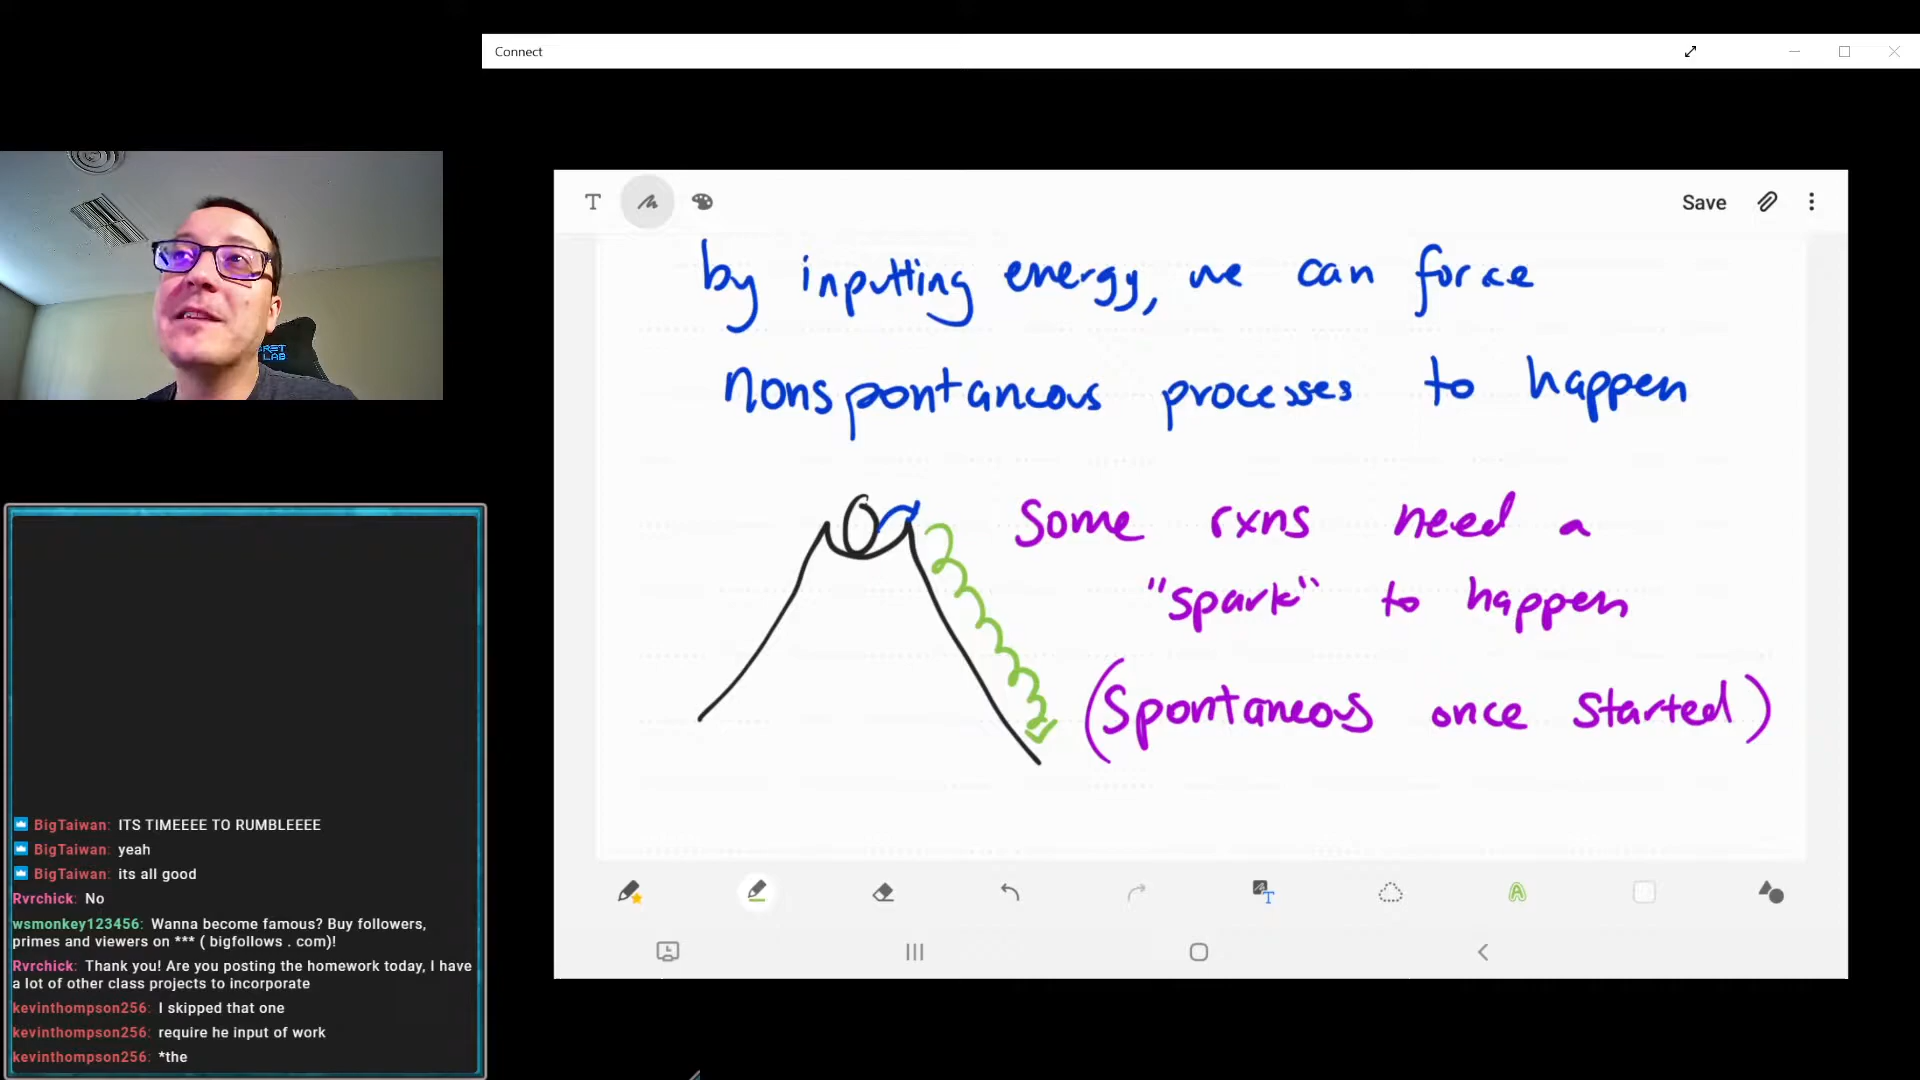 Connect
T
Save
by inputting energy, we can force
nonspontaneous processes to happen
Some rxns need a
"spark" to happen
(Spontaneous once started)
LAB
BigTaiwan: ITS TIMEEEE TO RUMBLEEEE
BigTaiwan: yeah
BigTaiwan: its all good
Rvrchick: No
wsmonkey123456: Wanna become famous? Buy followers,
primes and viewers on *** ( bigfollows . com)!
Rvrchick: Thank you! Are you posting the homework today, I have
a lot of other class projects to incorporate
kevinthompson256: I skipped that one
kevinthompson256: require he input of work
kevinthompson256: *the